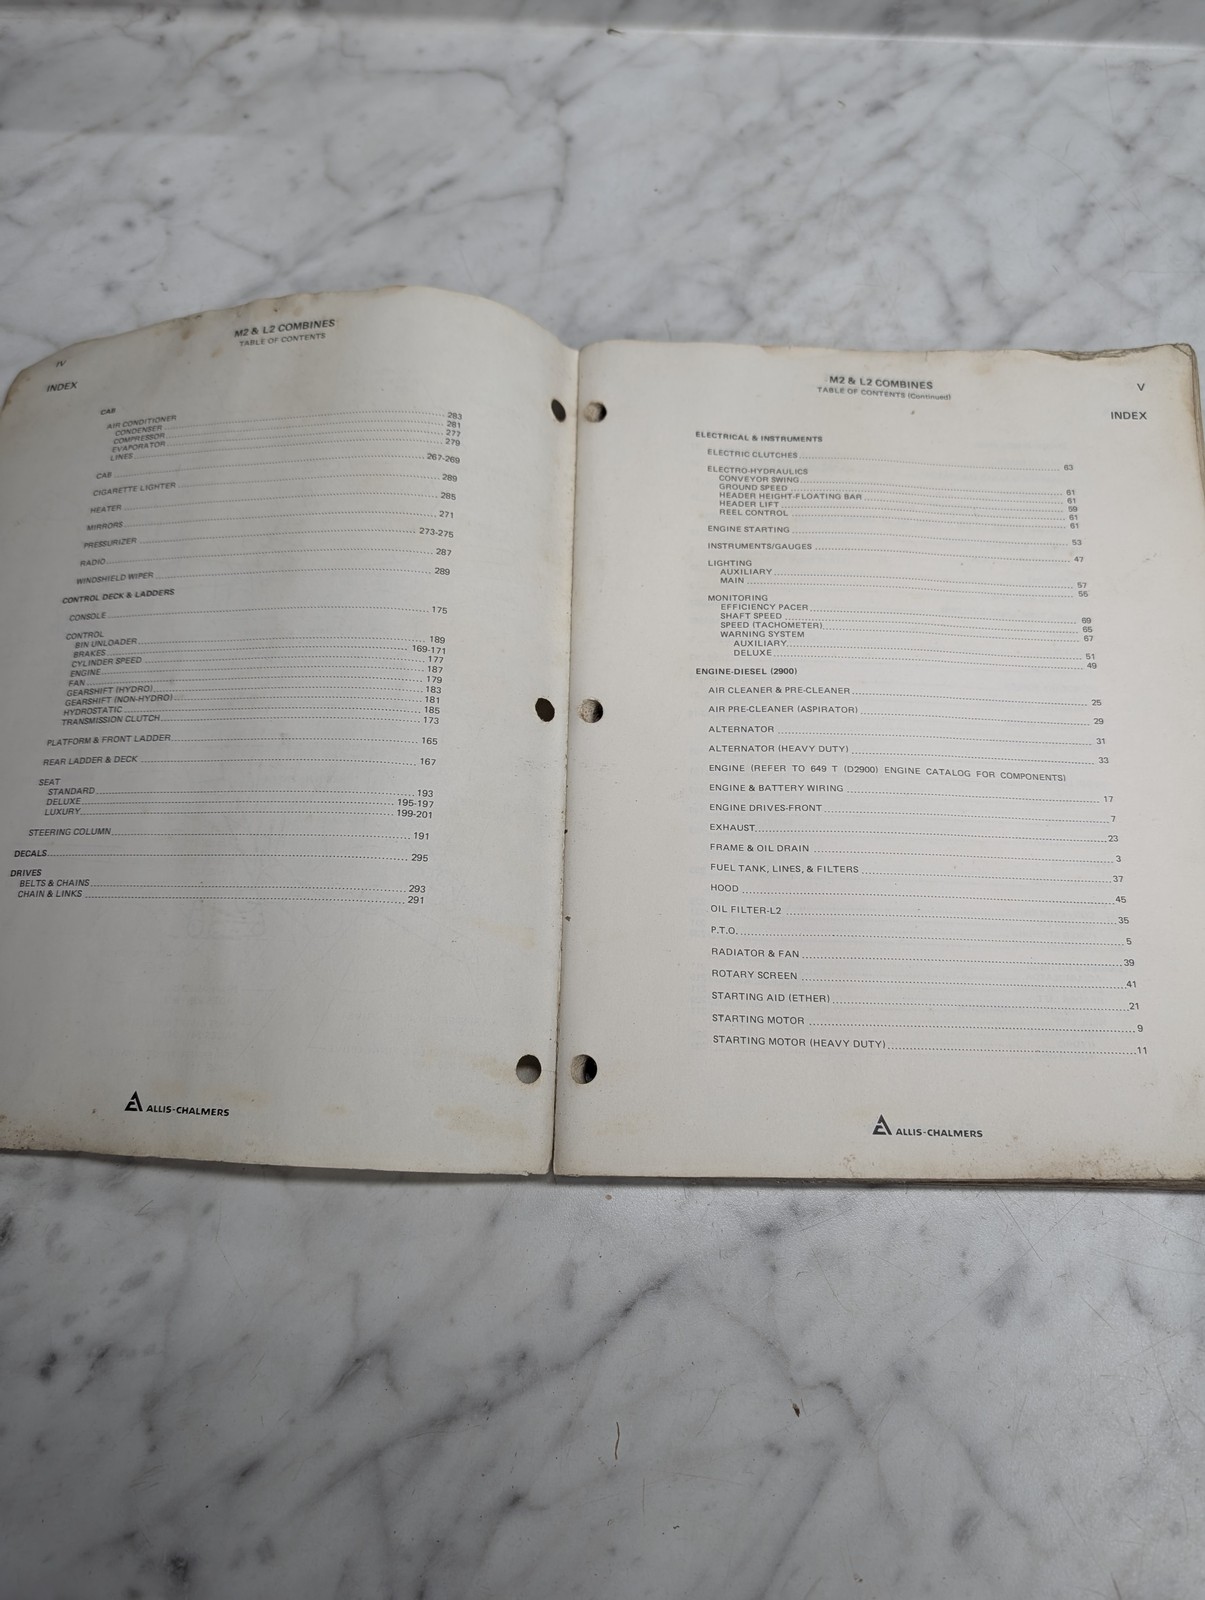 IV
M2 & L2 COMBINES
TABLE OF CONTENTS
INDEX
CAB
AIR CONDITIONER
CONDENSER 283
COMPRESSOR 281
EVAPORATOR 277
LINES 279
CAB 267-269
CIGARETTE LIGHTER 289
HEATER 285
MIRRORS 271
PRESSURIZER 273-275
RADIO 287
WINDSHIELD WIPER 289
CONTROL DECK & LADDERS
CONSOLE 175
CONTROL
BIN UNLOADER 189
BRAKES 169-171
CYLINDER SPEED 177
ENGINE 187
FAN 179
GEARSHIFT (HYDRO) 183
GEARSHIFT (NON-HYDRO) 181
HYDROSTATIC 185
TRANSMISSION CLUTCH 173
PLATFORM & FRONT LADDER 165
REAR LADDER & DECK 167
SEAT
STANDARD 193
DELUXE 195-197
LUXURY 199-201
STEERING COLUMN 191
DECALS 295
DRIVES
BELTS & CHAINS 293
CHAIN & LINKS 291
ALLIS-CHALMERS
M2 & L2 COMBINES
TABLE OF CONTENTS (Continued)
V
INDEX
ELECTRICAL & INSTRUMENTS
ELECTRIC CLUTCHES 63
ELECTRO-HYDRAULICS
CONVEYOR SWING 61
GROUND SPEED 61
HEADER HEIGHT-FLOATING BAR 59
HEADER LIFT 61
REEL CONTROL 61
ENGINE STARTING 53
INSTRUMENTS/GAUGES 47
LIGHTING
AUXILIARY 57
MAIN 55
MONITORING
EFFICIENCY PACER 69
SHAFT SPEED 65
SPEED (TACHOMETER) 67
WARNING SYSTEM
AUXILIARY 51
DELUXE 49
ENGINE-DIESEL (2900)
AIR CLEANER & PRE-CLEANER 25
AIR PRE-CLEANER (ASPIRATOR) 29
ALTERNATOR 31
ALTERNATOR (HEAVY DUTY) 33
ENGINE (REFER TO 649 T (D2900) ENGINE CATALOG FOR COMPONENTS)
ENGINE & BATTERY WIRING 17
ENGINE DRIVES-FRONT 7
EXHAUST 23
FRAME & OIL DRAIN 3
FUEL TANK, LINES, & FILTERS 37
HOOD 45
OIL FILTER-L2 35
P.T.O. 5
RADIATOR & FAN 39
ROTARY SCREEN 41
STARTING AID (ETHER) 21
STARTING MOTOR 9
STARTING MOTOR (HEAVY DUTY) 11
ALLIS-CHALMERS